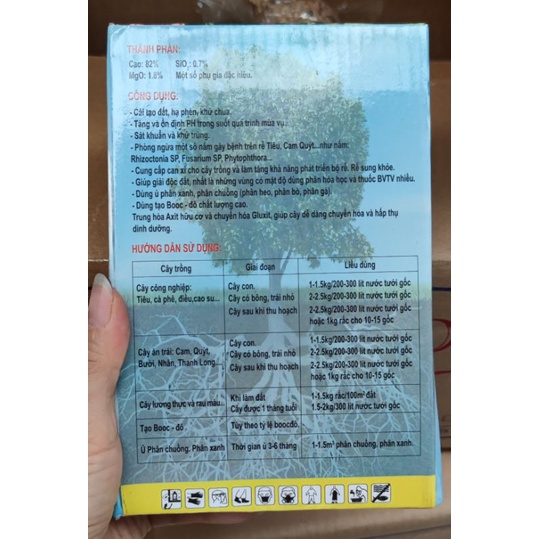 THÀNH PHẦN:
Cao: 82% SiO₂: 0.7%
MgO: 1.8% Một số phụ gia đặc hiệu.
CÔNG DỤNG:
- Cải tạo đất, hạ phèn, khử chua.
- Tăng và ổn định PH trong suốt quá trình mùa vụ.
- Sát khuẩn và khử trùng.
- Phòng ngừa một số nấm gây bệnh trên rễ Tiêu, Cam Quýt...như nấm:
Rhizoctonia SP, Fusarium SP, Phytophthora...
- Cung cấp can xi cho cây trồng và làm tăng khả năng phát triển bộ rễ. Rễ sung khỏe.
- Giúp giải độc đất, nhất là những vùng có mật độ dùng phân hóa học và thuốc BVTV nhiều.
- Dùng ủ phân xanh, phân chuồng (phân heo, phân bò, phân gà).
- Dùng tạo Booc - đô chất lượng cao.
Trung hòa Axit hữu cơ và chuyển hóa Gluxit, giúp cây dễ dàng chuyển hóa và hấp thụ
dinh dưỡng.
HƯỚNG DẪN SỬ DỤNG:
Cây trồng Giai đoạn Liều dùng
Cây công nghiệp: Cây con. 1-1.5kg/200-300 lít nước tưới gốc
Tiêu, cà phê, điều,cao su... Cây có bông, trái nhỏ 2-2.5kg/200-300 lít nước tưới gốc
Cây sau khi thu hoạch 2-2.5kg/200-300 lít nước tưới gốc
hoặc 1kg rắc cho 10-15 gốc
Cây ăn trái: Cam, Quýt, Cây con. 1-1.5kg/200-300 lít nước tưới gốc
Bưởi, Nhãn, Thanh Long... Cây có bông, trái nhỏ 2-2.5kg/200-300 lít nước tưới gốc
Cây sau khi thu hoạch 2-2.5kg/200-300 lít nước tưới gốc
hoặc 1kg rắc cho 10-15 gốc
Cây lương thực và rau màu.. Khi làm đất 1-1.5kg rắc/100m² đất
Cây được 1 tháng tuổi 1.5-2kg/300 lít nước tưới gốc
Tạo Booc - đô Tùy theo tỷ lệ boocđô.
Ủ Phân chuồng, Phân xanh Thời gian ủ 3-6 tháng 1-1.5m³ phân chuồng, phân xanh.